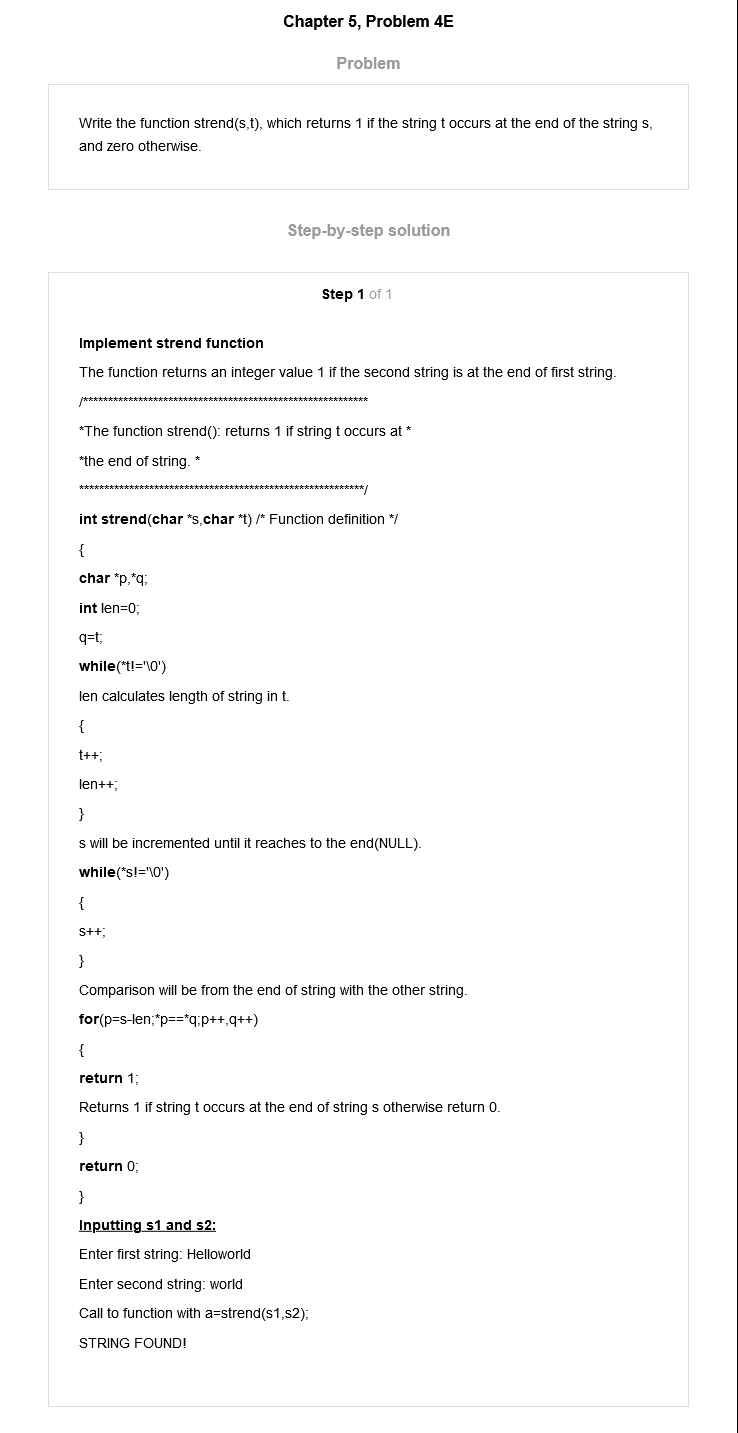 Chapter 5, Problem 4E
Problem
Write the function strend(s,t), which returns 1 if the string t occurs at the end of the string s,
and zero otherwise.
Step-by-step solution
Step 1 of 1
Implement strend function
The function returns an integer value 1 if the second string is at the end of first string.
/*********************************************************
*The function strend(): returns 1 if string t occurs at *
*the end of string. *
*********************************************************/
int strend(char *s,char *t) /* Function definition */
{
char *p,*q;
int len=0;
q=t;
while(*t!='\0')
len calculates length of string in t.
{
t++;
len++;
}
s will be incremented until it reaches to the end(NULL).
while(*s!='\0')
{
s++;
}
Comparison will be from the end of string with the other string.
for(p=s-len;*p==*q;p++,q++)
{
return 1;
Returns 1 if string t occurs at the end of string s otherwise return 0.
}
return 0;
}
Inputting s1 and s2:
Enter first string: Helloworld
Enter second string: world
Call to function with a=strend(s1,s2);
STRING FOUND!